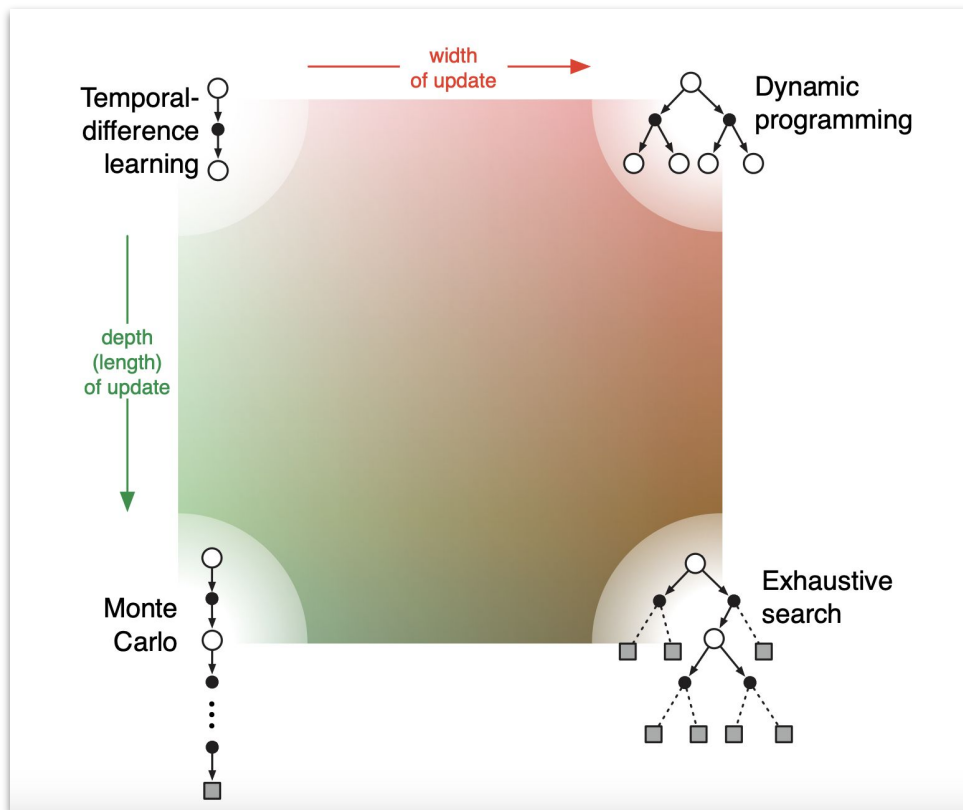 width
of update
Temporal-
difference
learning
Dynamic
programming
depth
(length)
of update
Monte
Carlo
Exhaustive
search